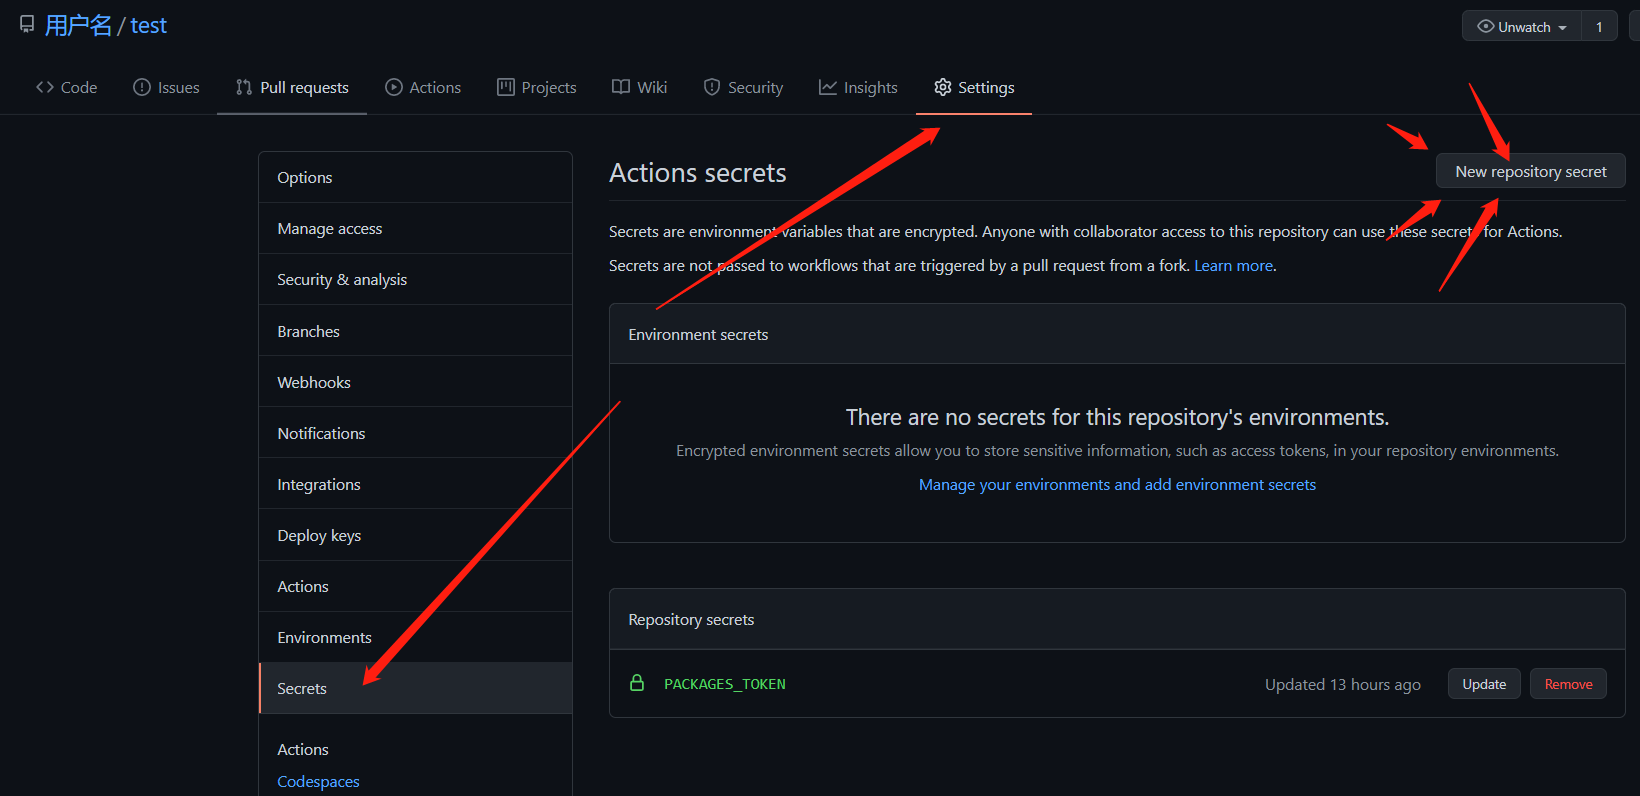 用户名 / test
Unwatch 1
Code Issues Pull requests Actions Projects Wiki Security Insights Settings
Options
Manage access
Security & analysis
Branches
Webhooks
Notifications
Integrations
Deploy keys
Actions
Environments
Secrets
Actions
Codespaces
Actions secrets
New repository secret
Secrets are environment variables that are encrypted. Anyone with collaborator access to this repository can use these secrets for Actions.
Secrets are not passed to workflows that are triggered by a pull request from a fork. Learn more.
Environment secrets
There are no secrets for this repository's environments.
Encrypted environment secrets allow you to store sensitive information, such as access tokens, in your repository environments.
Manage your environments and add environment secrets
Repository secrets
PACKAGES_TOKEN Updated 13 hours ago Update Remove